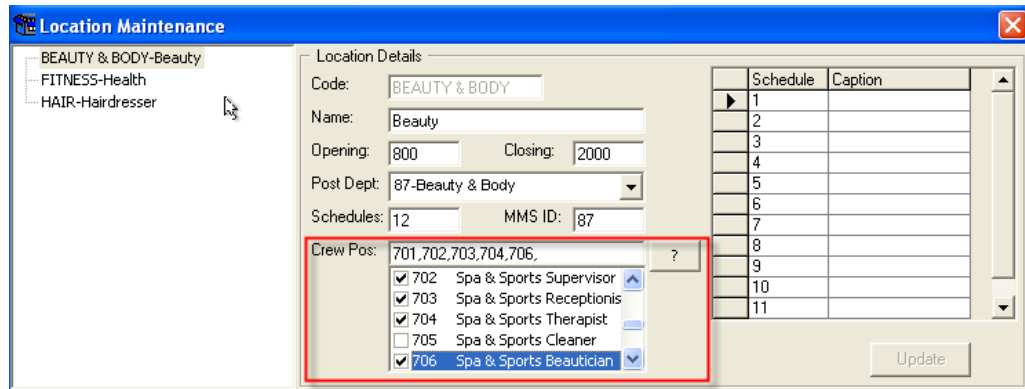 Location Maintenance
BEAUTY & BODY-Beauty
FITNESS-Health
HAIR-Hairdresser
Location Details
Code: BEAUTY & BODY
Name: Beauty
Opening: 800 Closing: 2000
Post Dept: 87-Beauty & Body
Schedules: 12 MMS ID: 87
Crew Pos: 701,702,703,704,706, ?
702 Spa & Sports Supervisor
703 Spa & Sports Receptionis
704 Spa & Sports Therapist
705 Spa & Sports Cleaner
706 Spa & Sports Beautician
Schedule Caption
1
2
3
4
5
6
7
8
9
10
11
Update